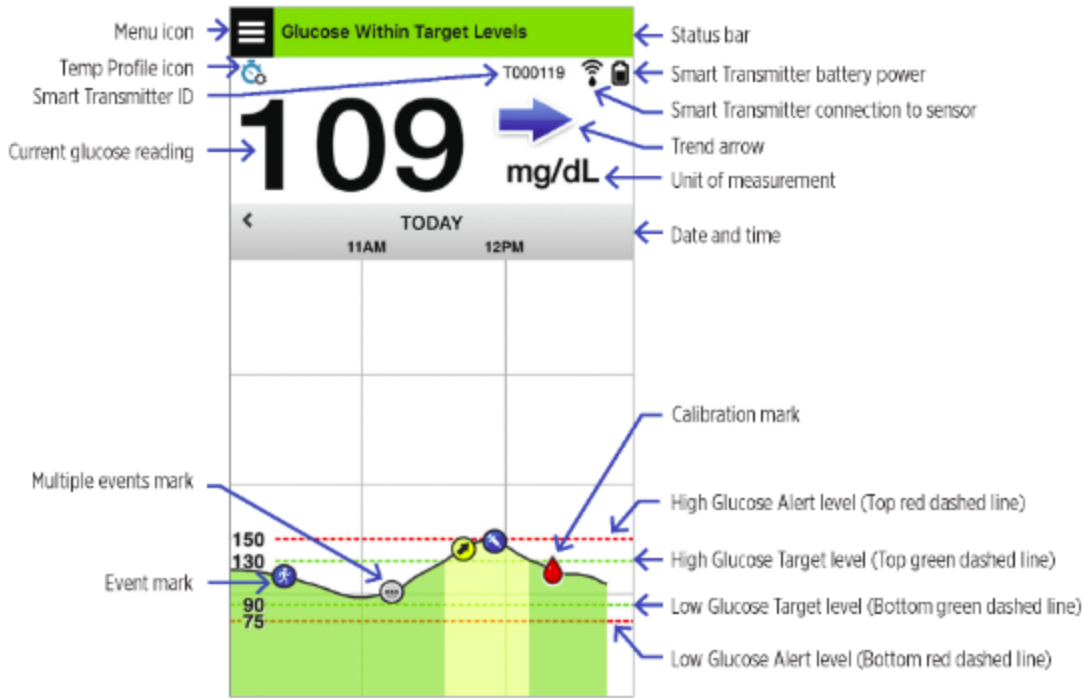 Menu icon
Glucose Within Target Levels
Status bar
Temp Profile icon
T000119
Smart Transmitter battery power
Smart Transmitter ID
Smart Transmitter connection to sensor
109
Trend arrow
Current glucose reading
mg/dL
Unit of measurement
TODAY
Date and time
11AM
12PM
Calibration mark
Multiple events mark
High Glucose Alert level (Top red dashed line)
150
130
High Glucose Target level (Top green dashed line)
Event mark
90
Low Glucose Target level (Bottom green dashed line)
75
Low Glucose Alert level (Bottom red dashed line)